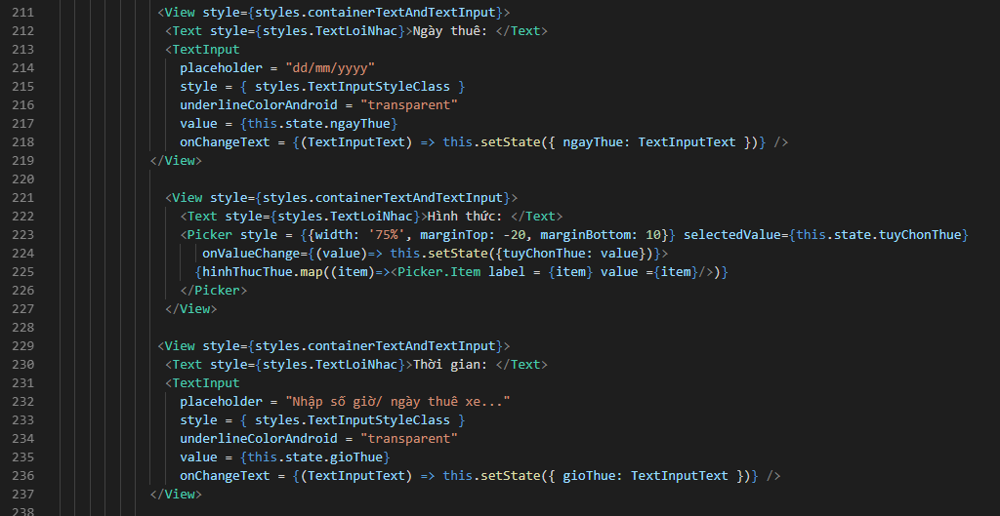 211 <View style={styles.containerTextAndTextInput}>
212 <Text style={styles.TextLoiNhac}>Ngày thuê: </Text>
213 <TextInput
214 placeholder = "dd/mm/yyyy"
215 style = { styles.TextInputStyleClass }
216 underlineColorAndroid = "transparent"
217 value = {this.state.ngayThue}
218 onChangeText = {(TextInputText) => this.setState({ ngayThue: TextInputText })} />
219 </View>
220
221 <View style={styles.containerTextAndTextInput}>
222 <Text style={styles.TextLoiNhac}>Hình thức: </Text>
223 <Picker style = {{width: '75%', marginTop: -20, marginBottom: 10}} selectedValue={this.state.tuyChonThue}
224 onValueChange={(value)=> this.setState({tuyChonThue: value})}>
225 {hinhThucThue.map((item)=><Picker.Item label = {item} value ={item}/>)}
226 </Picker>
227 </View>
228
229 <View style={styles.containerTextAndTextInput}>
230 <Text style={styles.TextLoiNhac}>Thời gian: </Text>
231 <TextInput
232 placeholder = "Nhập số giờ/ ngày thuê xe..."
233 style = { styles.TextInputStyleClass }
234 underlineColorAndroid = "transparent"
235 value = {this.state.gioThue}
236 onChangeText = {(TextInputText) => this.setState({ gioThue: TextInputText })} />
237 </View>
238